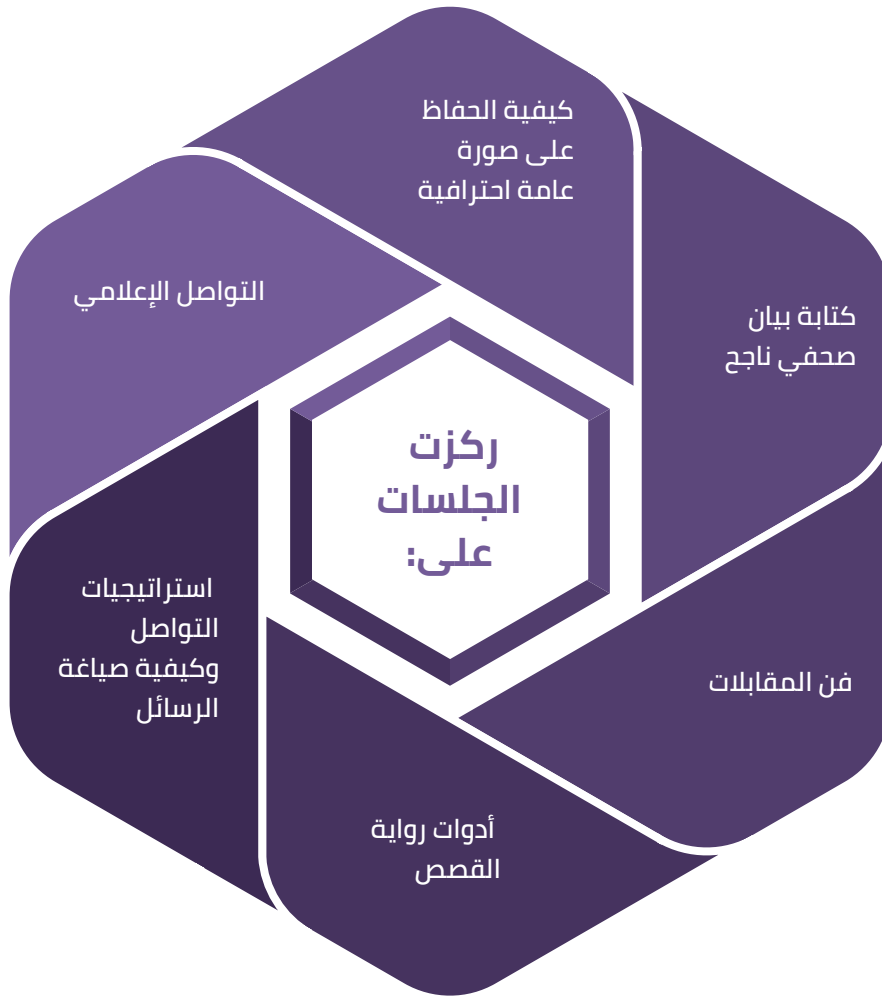 ركزت
الجلسات
على:
كيفية الحفاظ
على صورة
عامة احترافية
كتابة بيان
صحفي ناجح
فن المقابلات
أدوات رواية
القصص
استراتيجيات
التواصل
وكيفية صياغة
الرسائل
التواصل الإعلامي